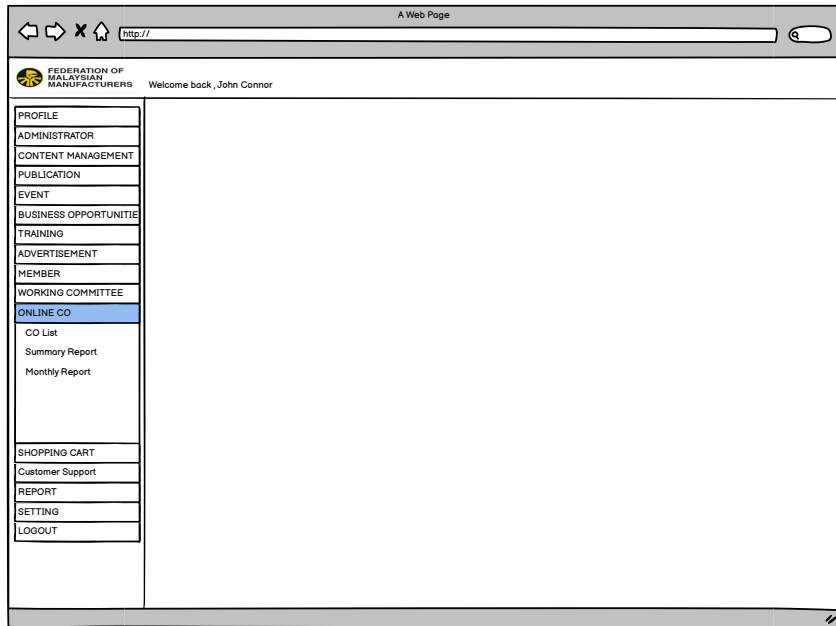 A Web Page
http://
FEDERATION OF
MALAYSIAN
MANUFACTURERS
Welcome back , John Connor
PROFILE
ADMINISTRATOR
CONTENT MANAGEMENT
PUBLICATION
EVENT
BUSINESS OPPORTUNITIE
TRAINING
ADVERTISEMENT
MEMBER
WORKING COMMITTEE
ONLINE CO
CO List
Summary Report
Monthly Report
SHOPPING CART
Customer Support
REPORT
SETTING
LOGOUT